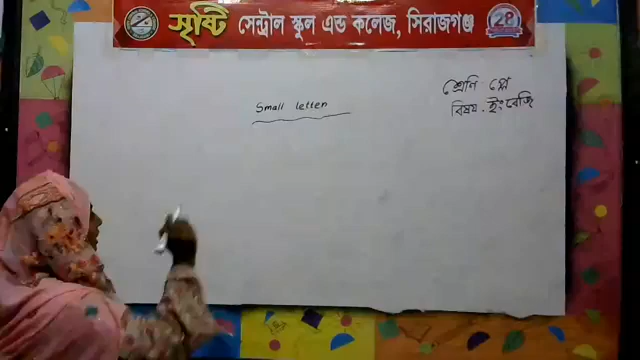 সৃষ্টি সেন্ট্রাল স্কুল এন্ড কলেজ, সিরাজগঞ্জ
Small letter
শ্রেণি প্লে
বিষয়. ইংরেজি